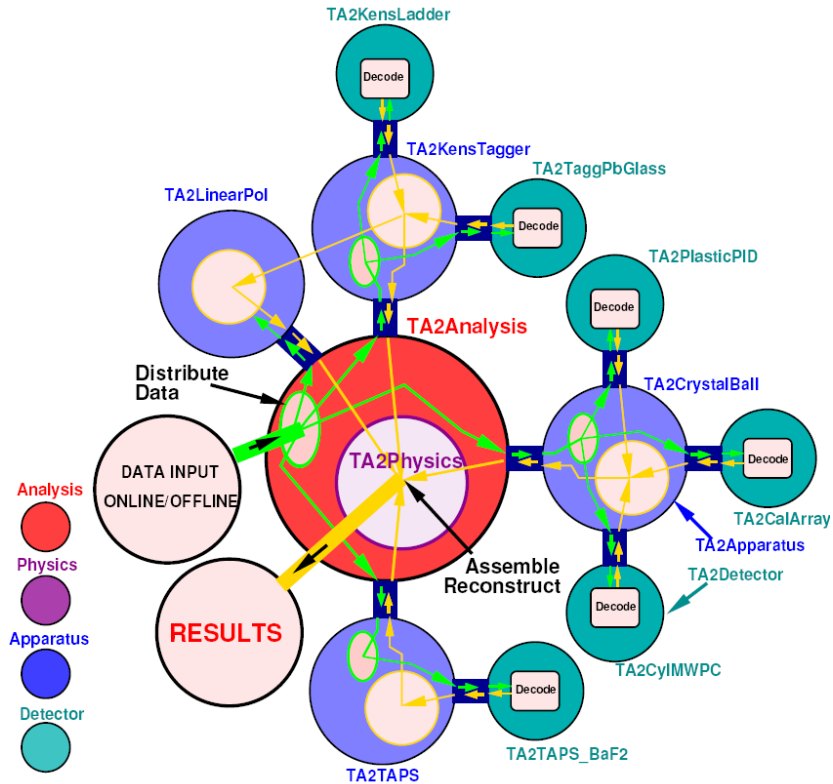 TA2KensLadder
Decode
TA2KensTagger
TA2TaggPbGlass
Decode
TA2LinearPol
TA2PlasticPID
Decode
TA2Analysis
Distribute
Data
TA2CrystalBall
TA2Physics
DATA INPUT
ONLINE/OFFLINE
Decode
TA2CalArray
Analysis
TA2Apparatus
Assemble
Reconstruct
Physics
TA2Detector
Decode
RESULTS
Apparatus
TA2CylMWPC
Detector
Decode
TA2TAPS_BaF2
TA2TAPS